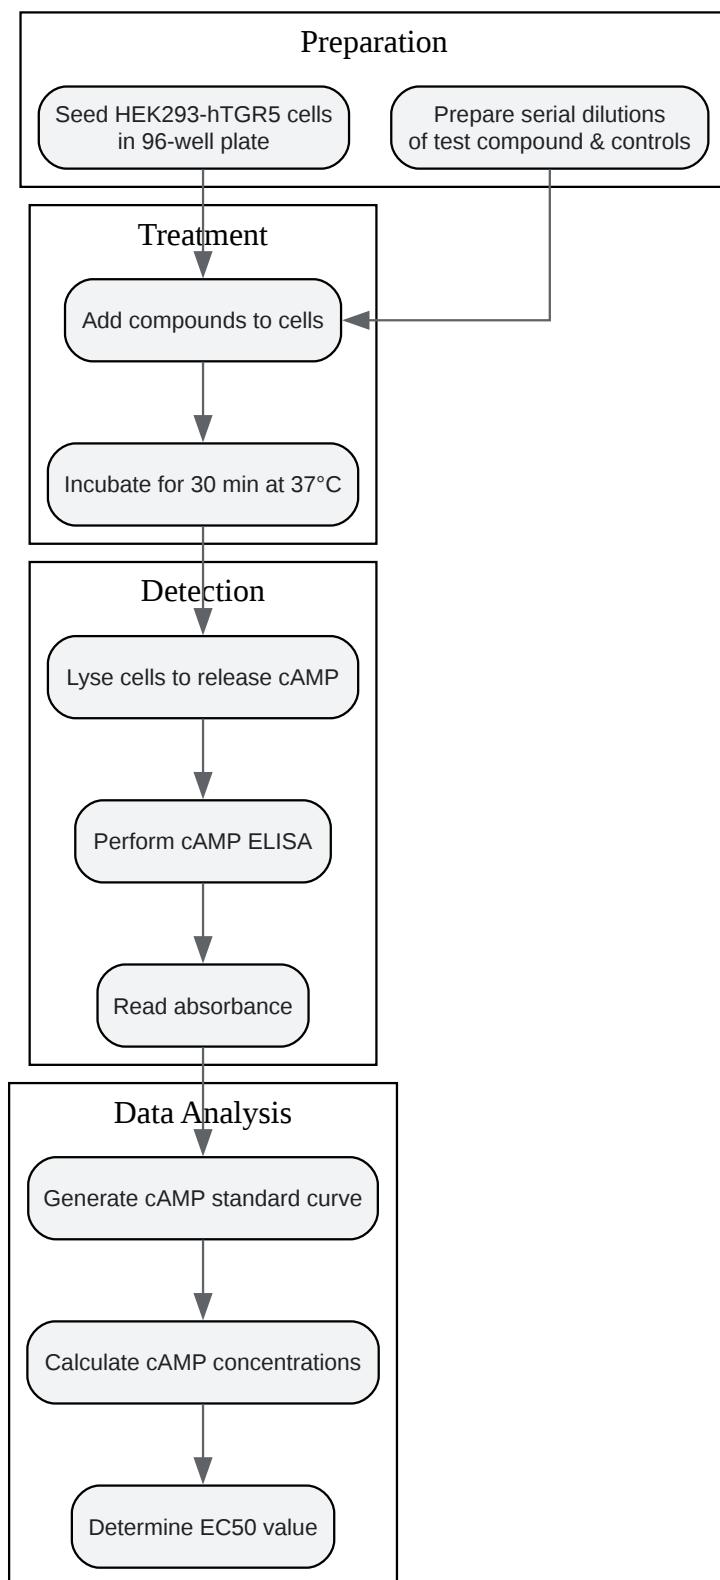 Preparation
Seed HEK293-hTGR5 cells
in 96-well plate
Prepare serial dilutions
of test compound & controls
Treatment
Add compounds to cells
Incubate for 30 min at 37°C
Detection
Lyse cells to release cAMP
Perform cAMP ELISA
Read absorbance
Data Analysis
Generate cAMP standard curve
Calculate cAMP concentrations
Determine EC50 value